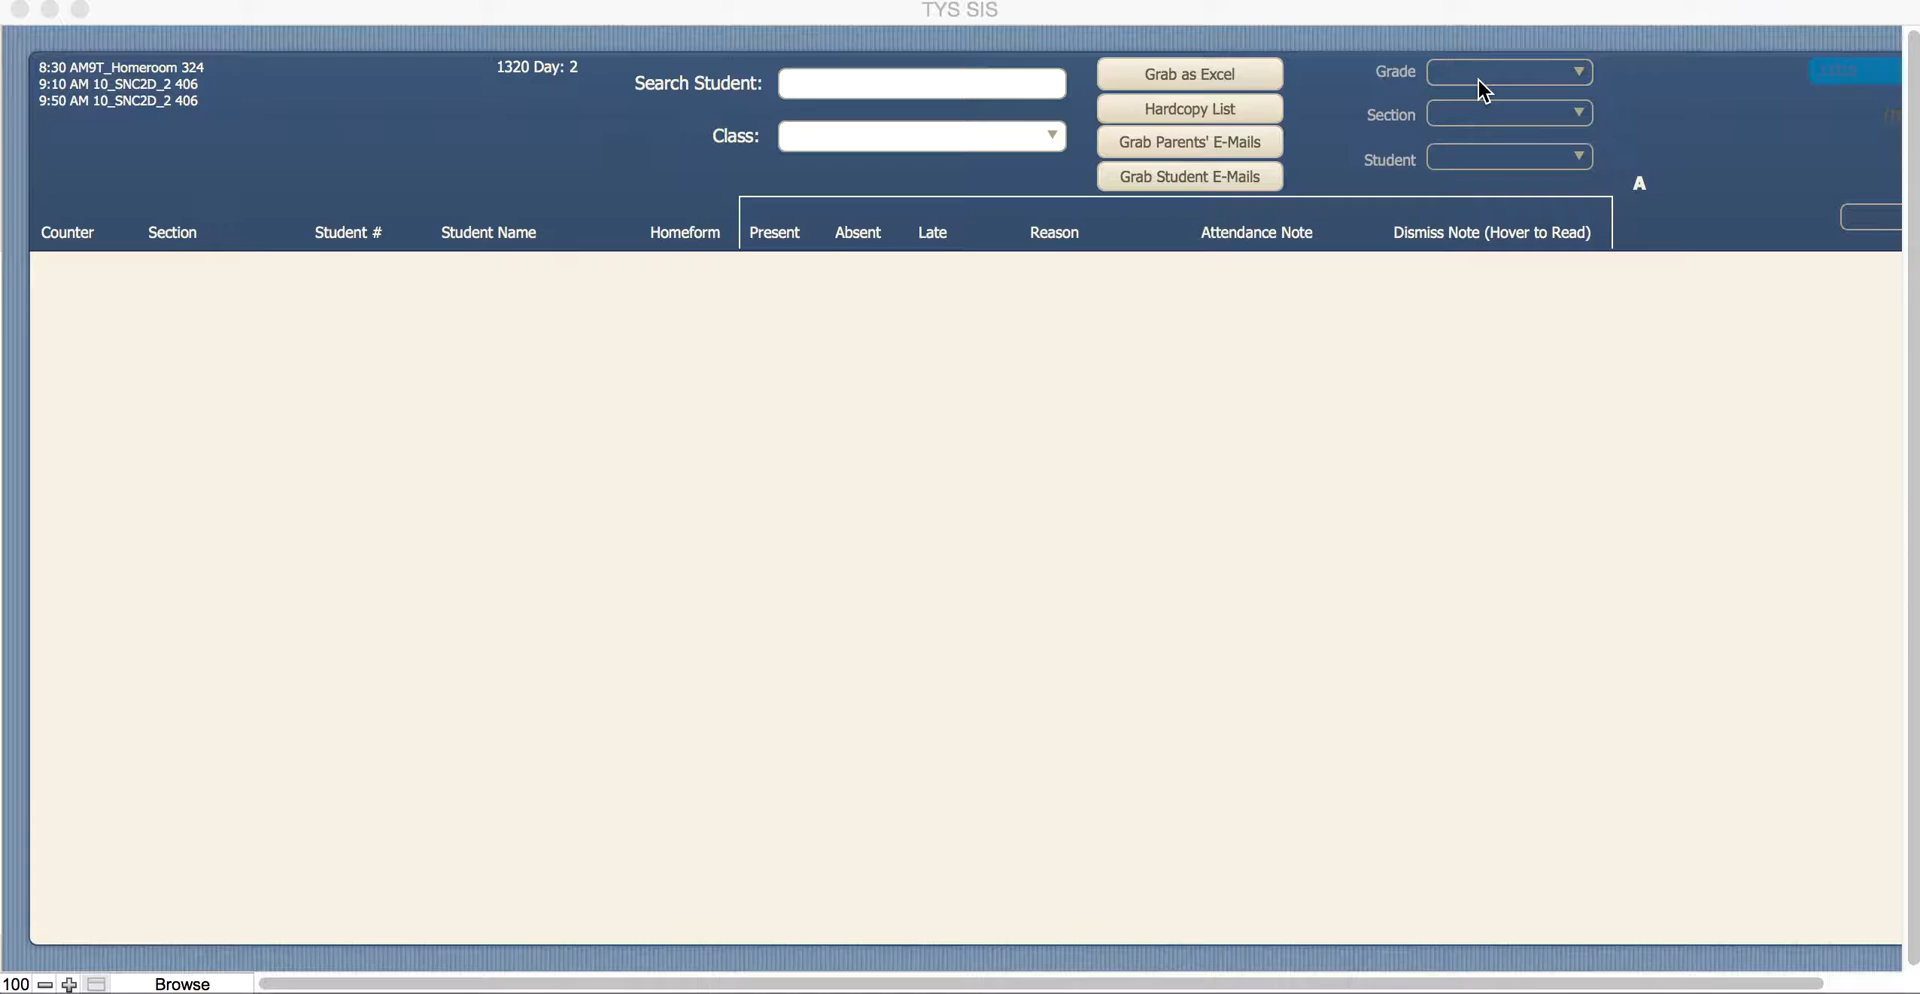 TYS SIS
8:30 AM9T_Homeroom 324
9:10 AM 10_SNC2D_2 406
9:50 AM 10_SNC2D_2 406
1320 Day: 2
Search Student:
Class:
Grab as Excel
Hardcopy List
Grab Parents' E-Mails
Grab Student E-Mails
Grade
Section
Student
A
Counter Section Student # Student Name Homeform Present Absent Late Reason Attendance Note Dismiss Note (Hover to Read)
100 Browse